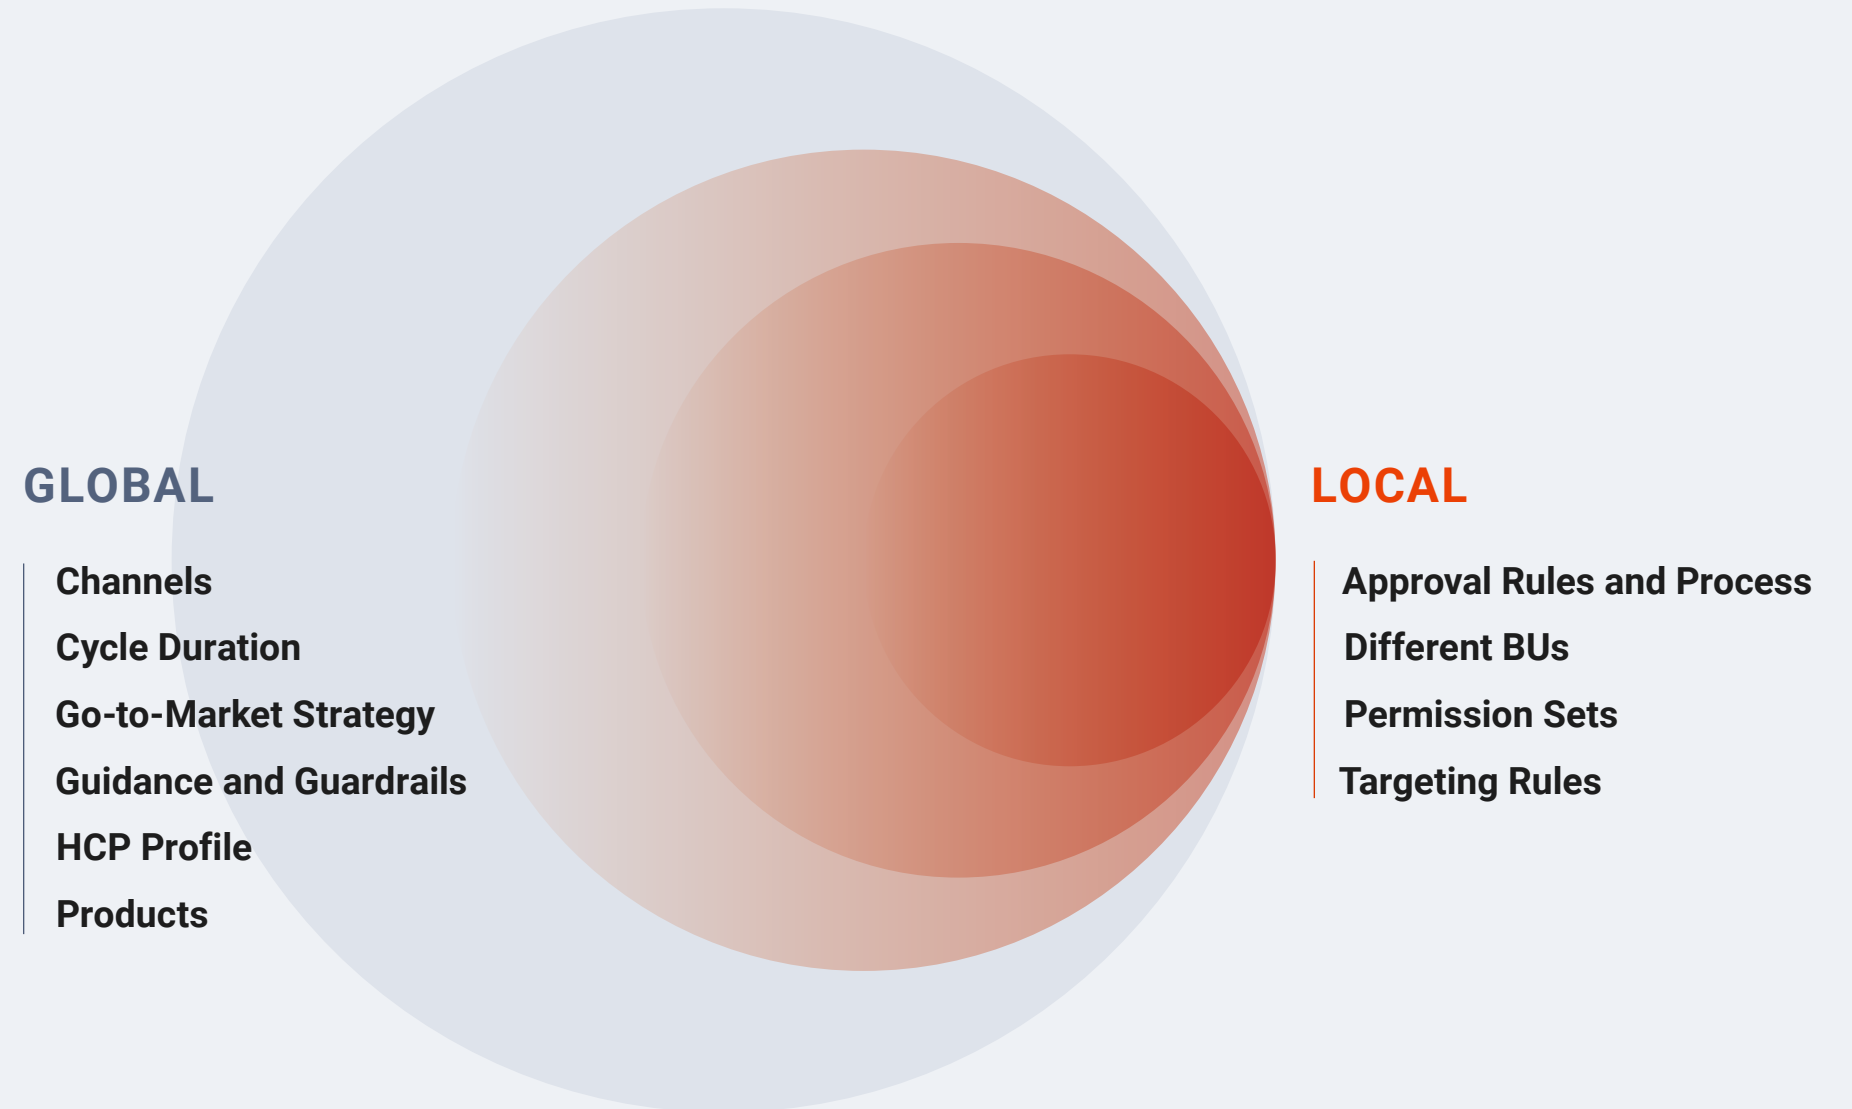 GLOBAL
Channels
Cycle Duration
Go-to-Market Strategy
Guidance and Guardrails
HCP Profile
Products
LOCAL
Approval Rules and Process
Different BUs
Permission Sets
Targeting Rules